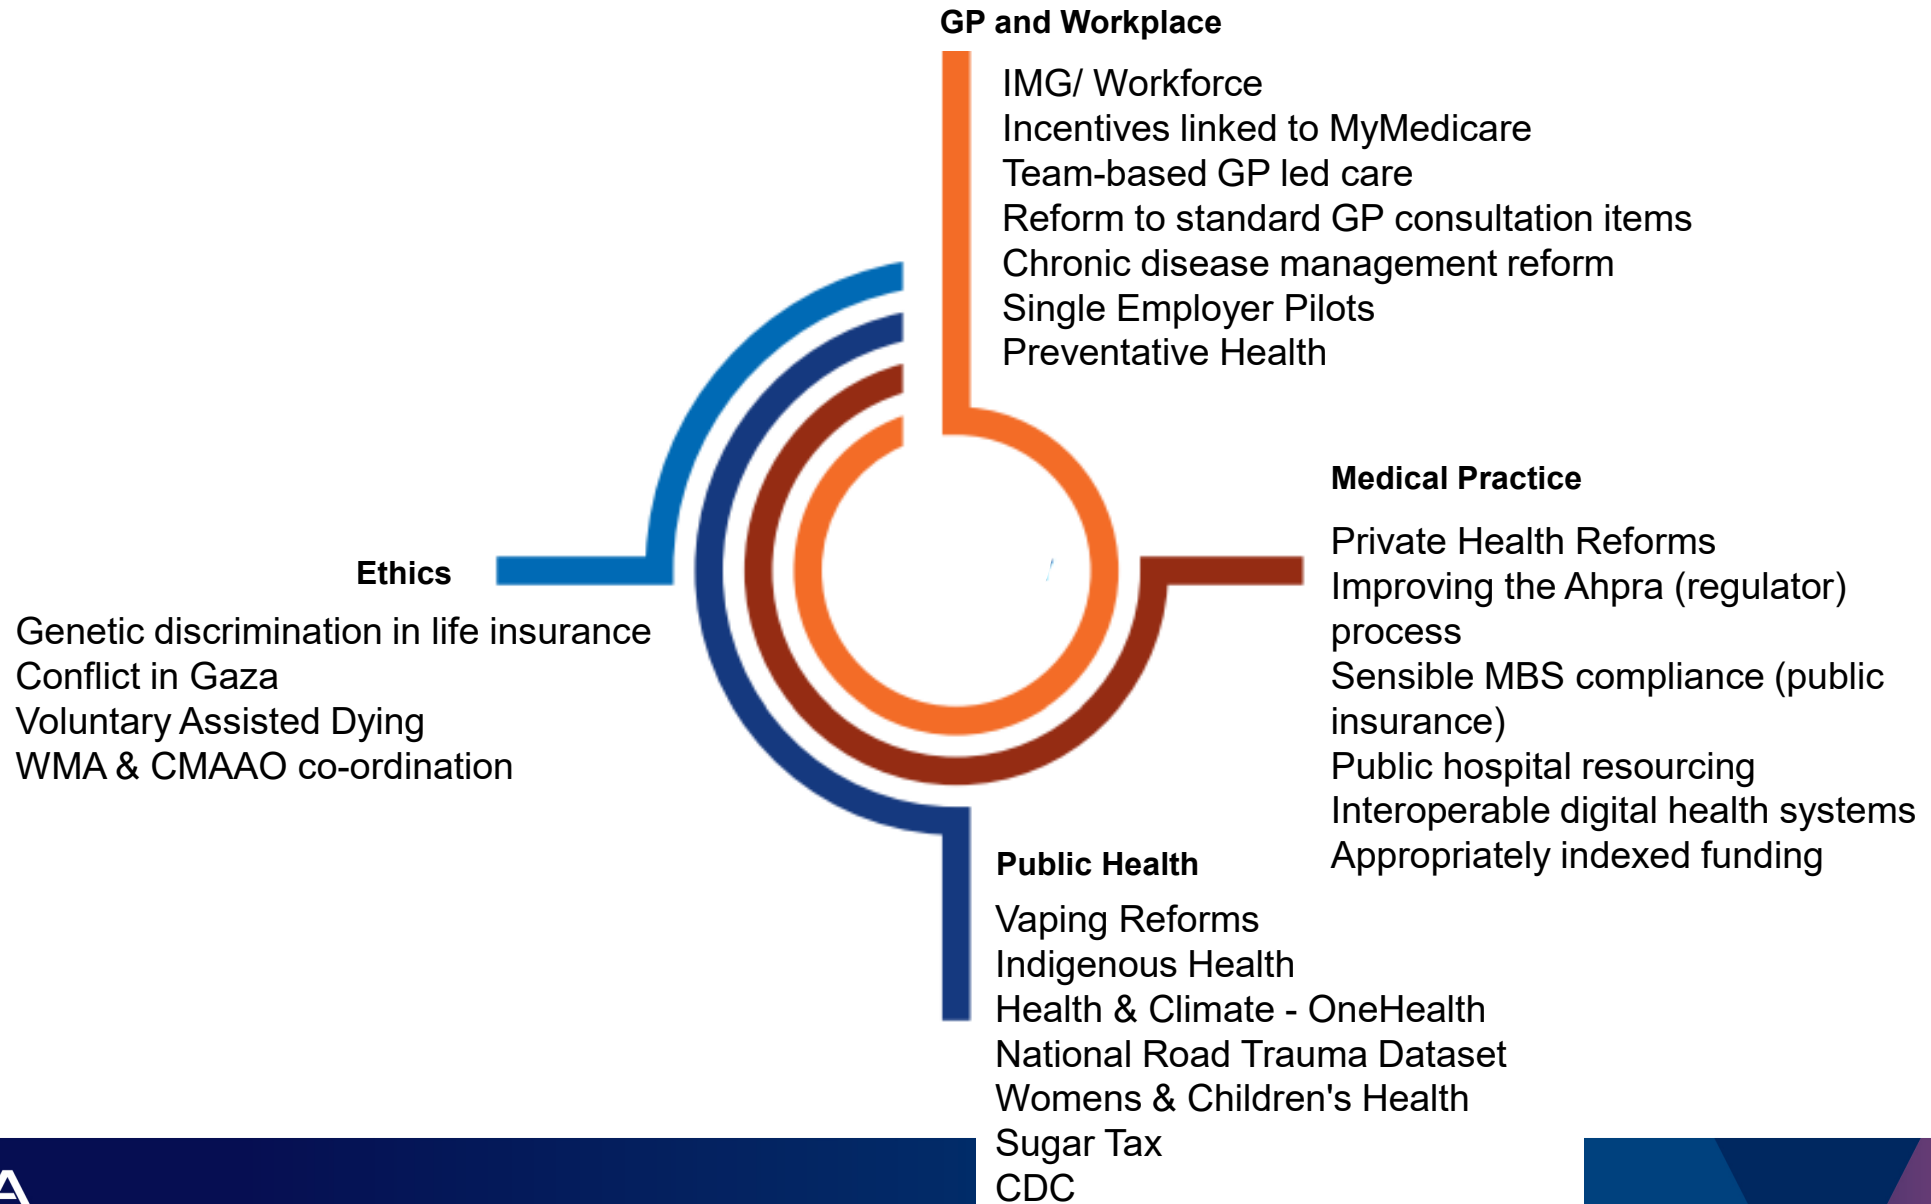 GP and Workplace
IMG/ Workforce
Incentives linked to MyMedicare
Team-based GP led care
Reform to standard GP consultation items
Chronic disease management reform
Single Employer Pilots
Preventative Health
Medical Practice
Private Health Reforms
Improving the Ahpra (regulator)
process
Sensible MBS compliance (public
insurance)
Public hospital resourcing
Interoperable digital health systems
Appropriately indexed funding
Ethics
Genetic discrimination in life insurance
Conflict in Gaza
Voluntary Assisted Dying
WMA & CMAAO co-ordination
Public Health
Vaping Reforms
Indigenous Health
Health & Climate - OneHealth
National Road Trauma Dataset
Womens & Children's Health
Sugar Tax
CDC